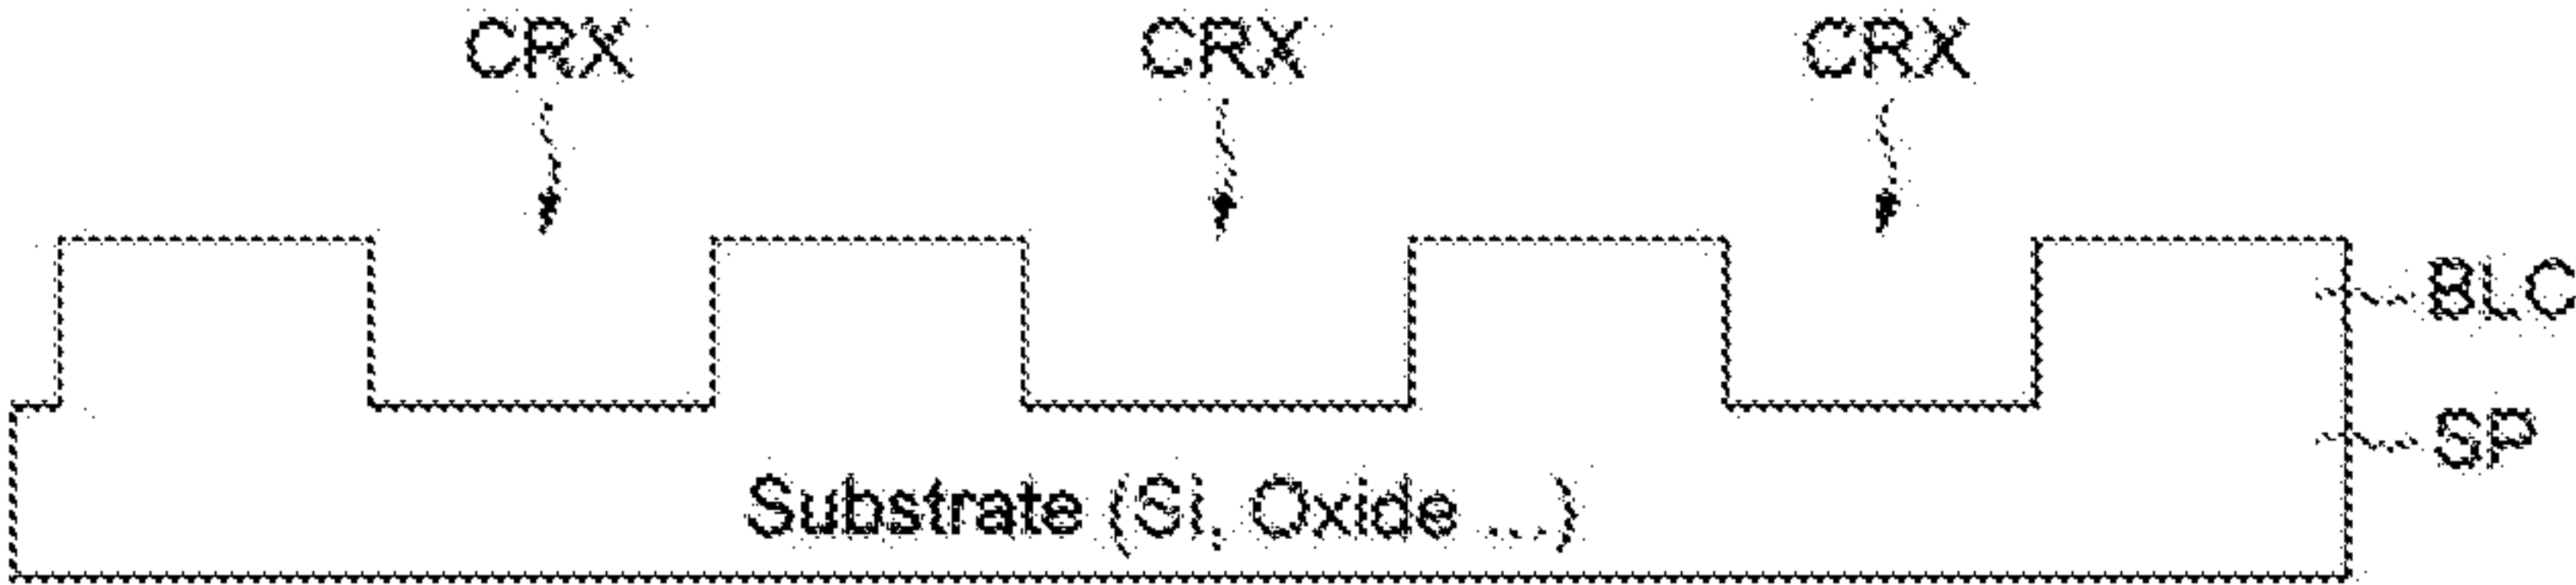 CRX CRX CRX
BLC
SP
Substrate (Si, Oxide ...)